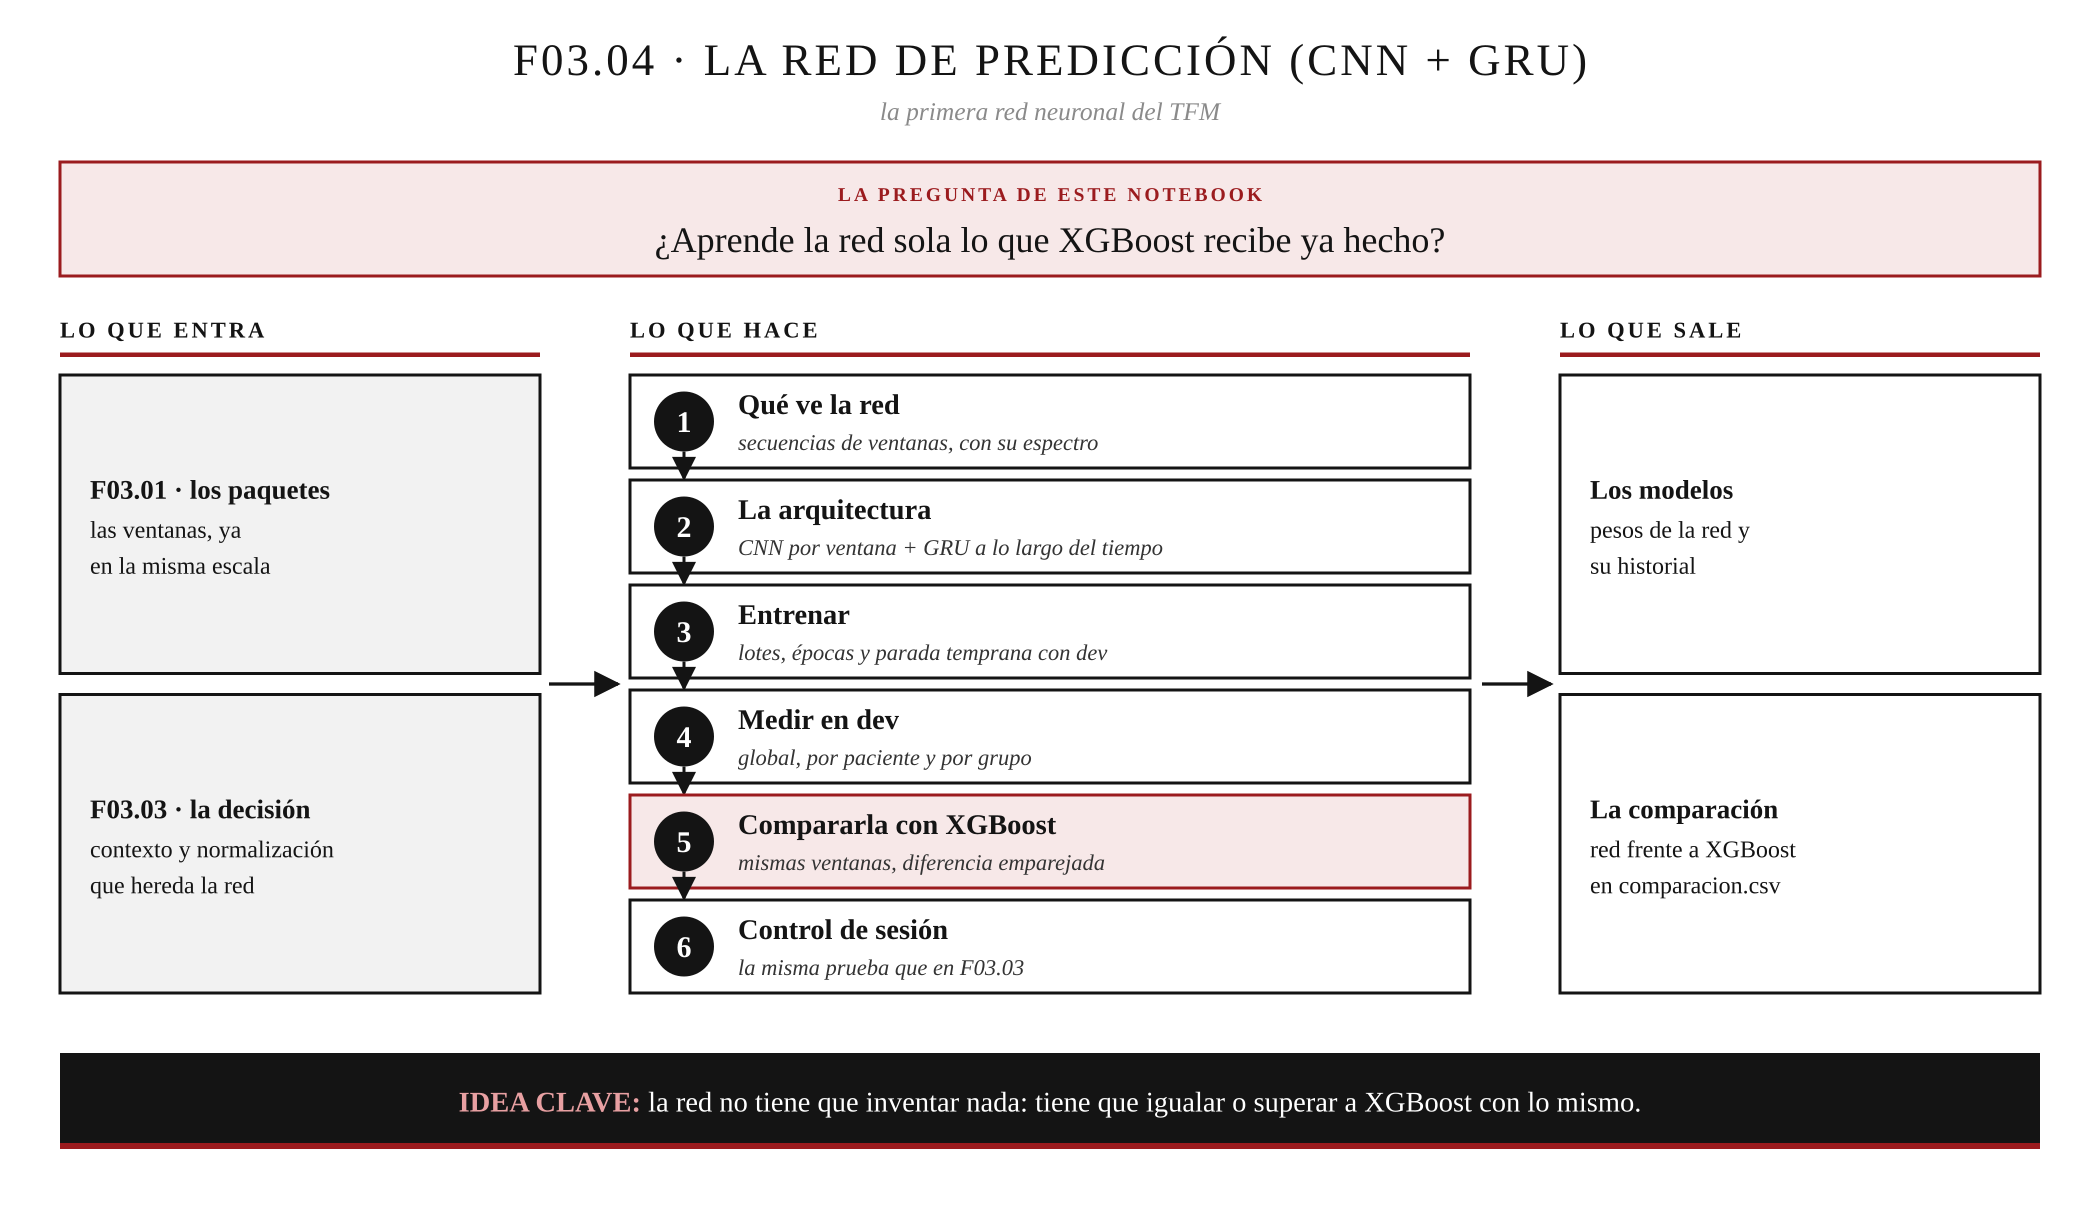 F03.04 · LA RED DE PREDICCIÓN (CNN + GRU)
la primera red neuronal del TFM
LA PREGUNTA DE ESTE NOTEBOOK
¿Aprende la red sola lo que XGBoost recibe ya hecho?
LO QUE ENTRA
F03.01 · los paquetes
las ventanas, ya
en la misma escala
F03.03 · la decisión
contexto y normalización
que hereda la red
LO QUE HACE
1
Qué ve la red
secuencias de ventanas, con su espectro
2
La arquitectura
CNN por ventana + GRU a lo largo del tiempo
3
Entrenar
lotes, épocas y parada temprana con dev
4
Medir en dev
global, por paciente y por grupo
5
Compararla con XGBoost
mismas ventanas, diferencia emparejada
6
Control de sesión
la misma prueba que en F03.03
LO QUE SALE
Los modelos
pesos de la red y
su historial
La comparación
red frente a XGBoost
en comparacion.csv
IDEA CLAVE: la red no tiene que inventar nada: tiene que igualar o superar a XGBoost con lo mismo.